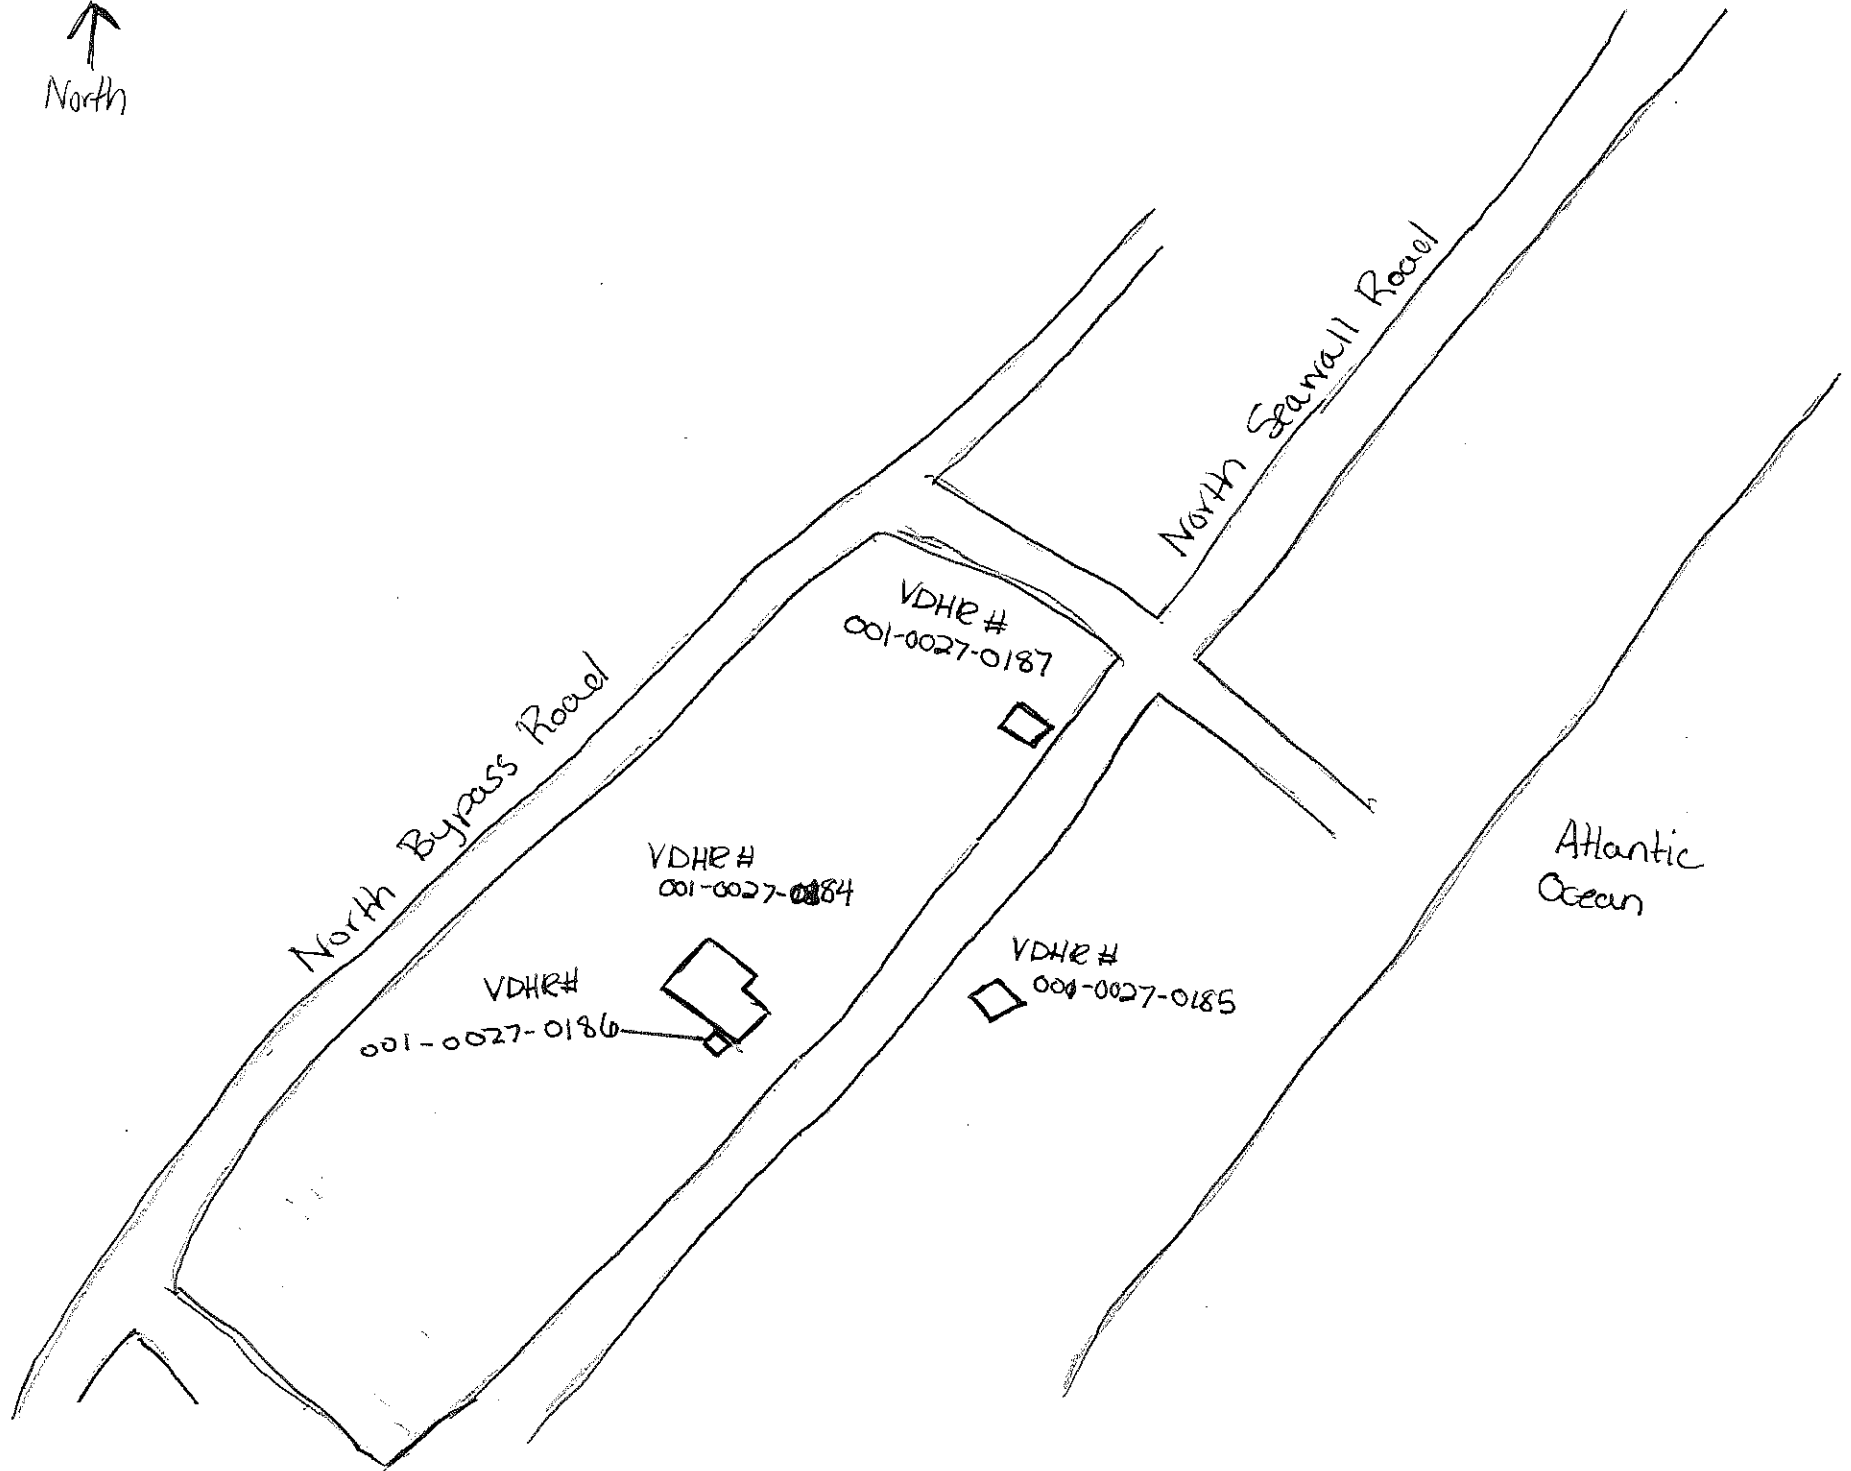 North
North Seawall Road
VDHR #
001-0027-0187
North Bypass Road
VDHR #
001-0027-0184
Atlantic
Ocean
VDHR #
001-0027-0185
VDHR#
001-0027-0186